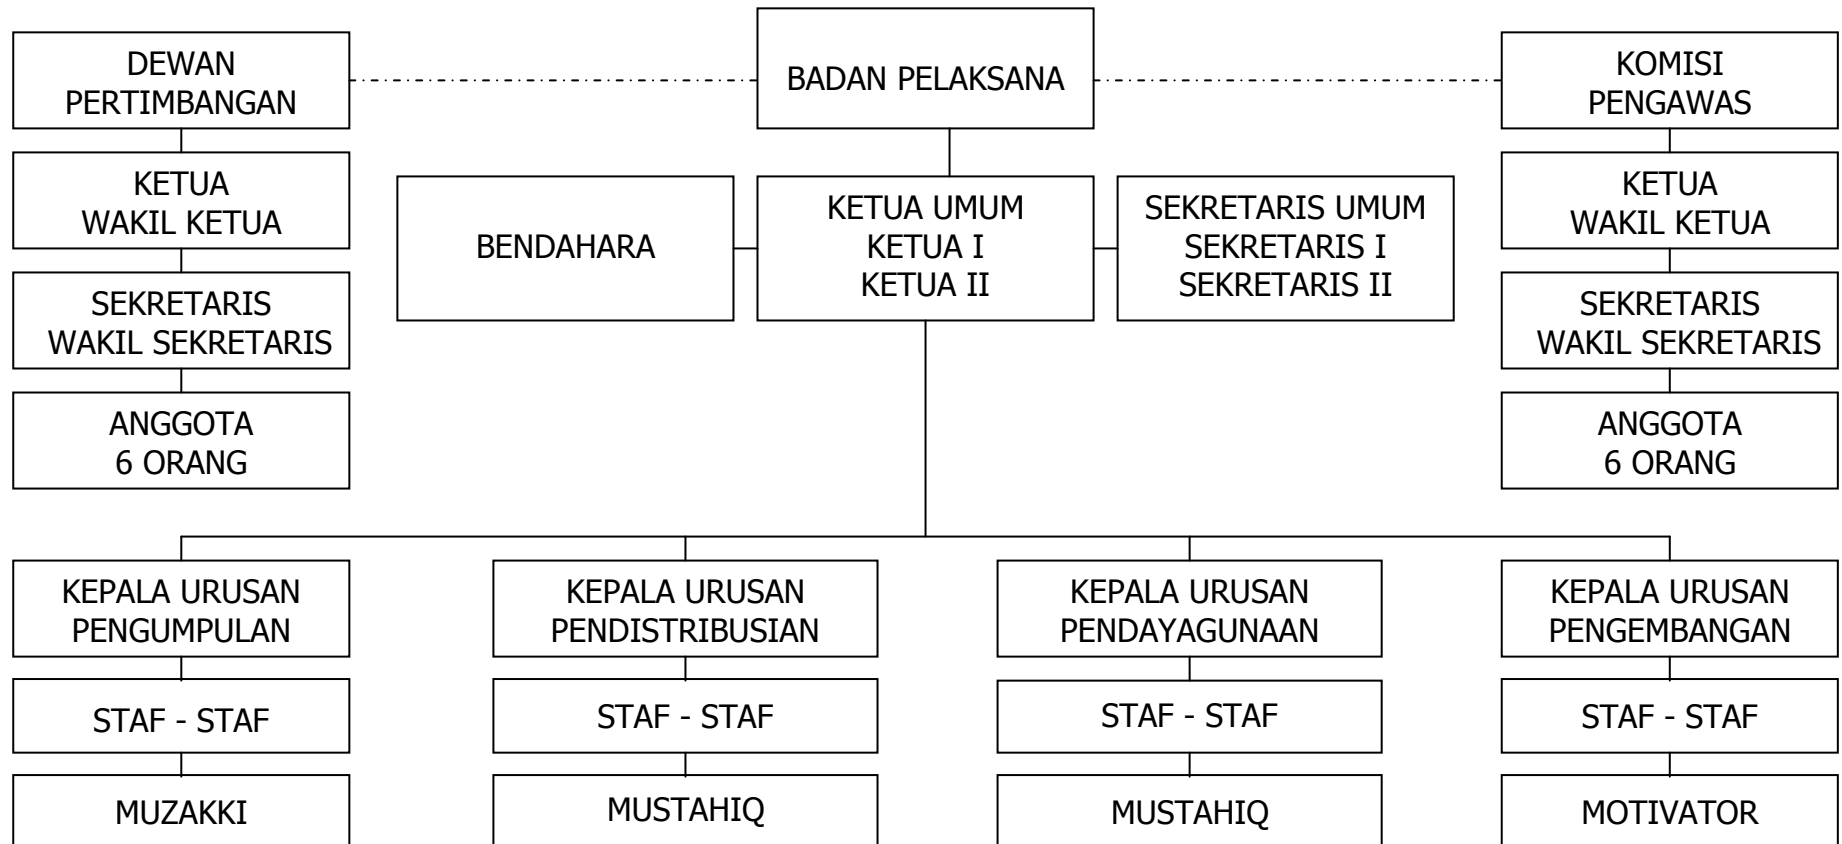 DEWAN
PERTIMBANGAN
BADAN PELAKSANA
KOMISI
PENGAWAS
KETUA
WAKIL KETUA
BENDAHARA
KETUA UMUM
KETUA I
KETUA II
SEKRETARIS UMUM
SEKRETARIS I
SEKRETARIS II
KETUA
WAKIL KETUA
SEKRETARIS
WAKIL SEKRETARIS
SEKRETARIS
WAKIL SEKRETARIS
ANGGOTA
6 ORANG
ANGGOTA
6 ORANG
KEPALA URUSAN
PENGUMPULAN
KEPALA URUSAN
PENDISTRIBUSIAN
KEPALA URUSAN
PENDAYAGUNAAN
KEPALA URUSAN
PENGEMBANGAN
STAF - STAF
STAF - STAF
STAF - STAF
STAF - STAF
MUZAKKI
MUSTAHIQ
MUSTAHIQ
MOTIVATOR